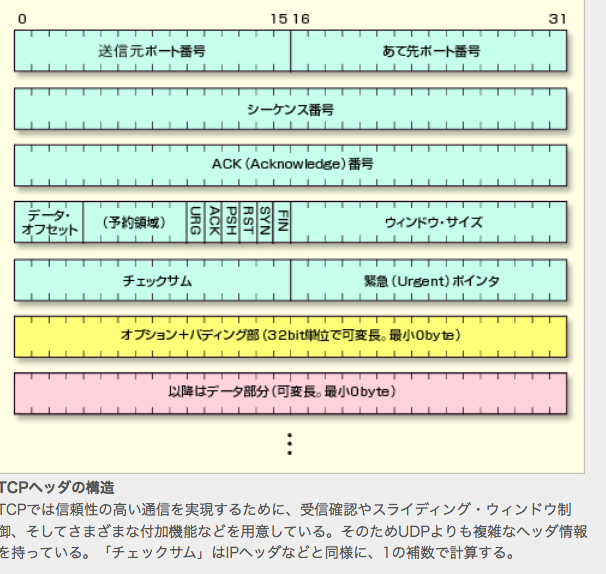 0 15 16 31
送信元ポート番号 あて先ポート番号
シーケンス番号
ACK（Acknowledge）番号
データ・
オフセット
（予約領域）
URG
ACK
PSH
RST
SYN
FIN
ウィンドウ・サイズ
チェックサム 緊急（Urgent）ポインタ
オプション＋パディング部（32bit単位で可変長。最小0byte）
以降はデータ部分（可変長。最小0byte）
TCPヘッダの構造
TCPでは信頼性の高い通信を実現するために、受信確認やスライディング・ウィンドウ制
御、そしてさまざまな付加機能などを用意している。そのためUDPよりも複雑なヘッダ情報
を持っている。「チェックサム」はIPヘッダなどと同様に、1の補数で計算する。